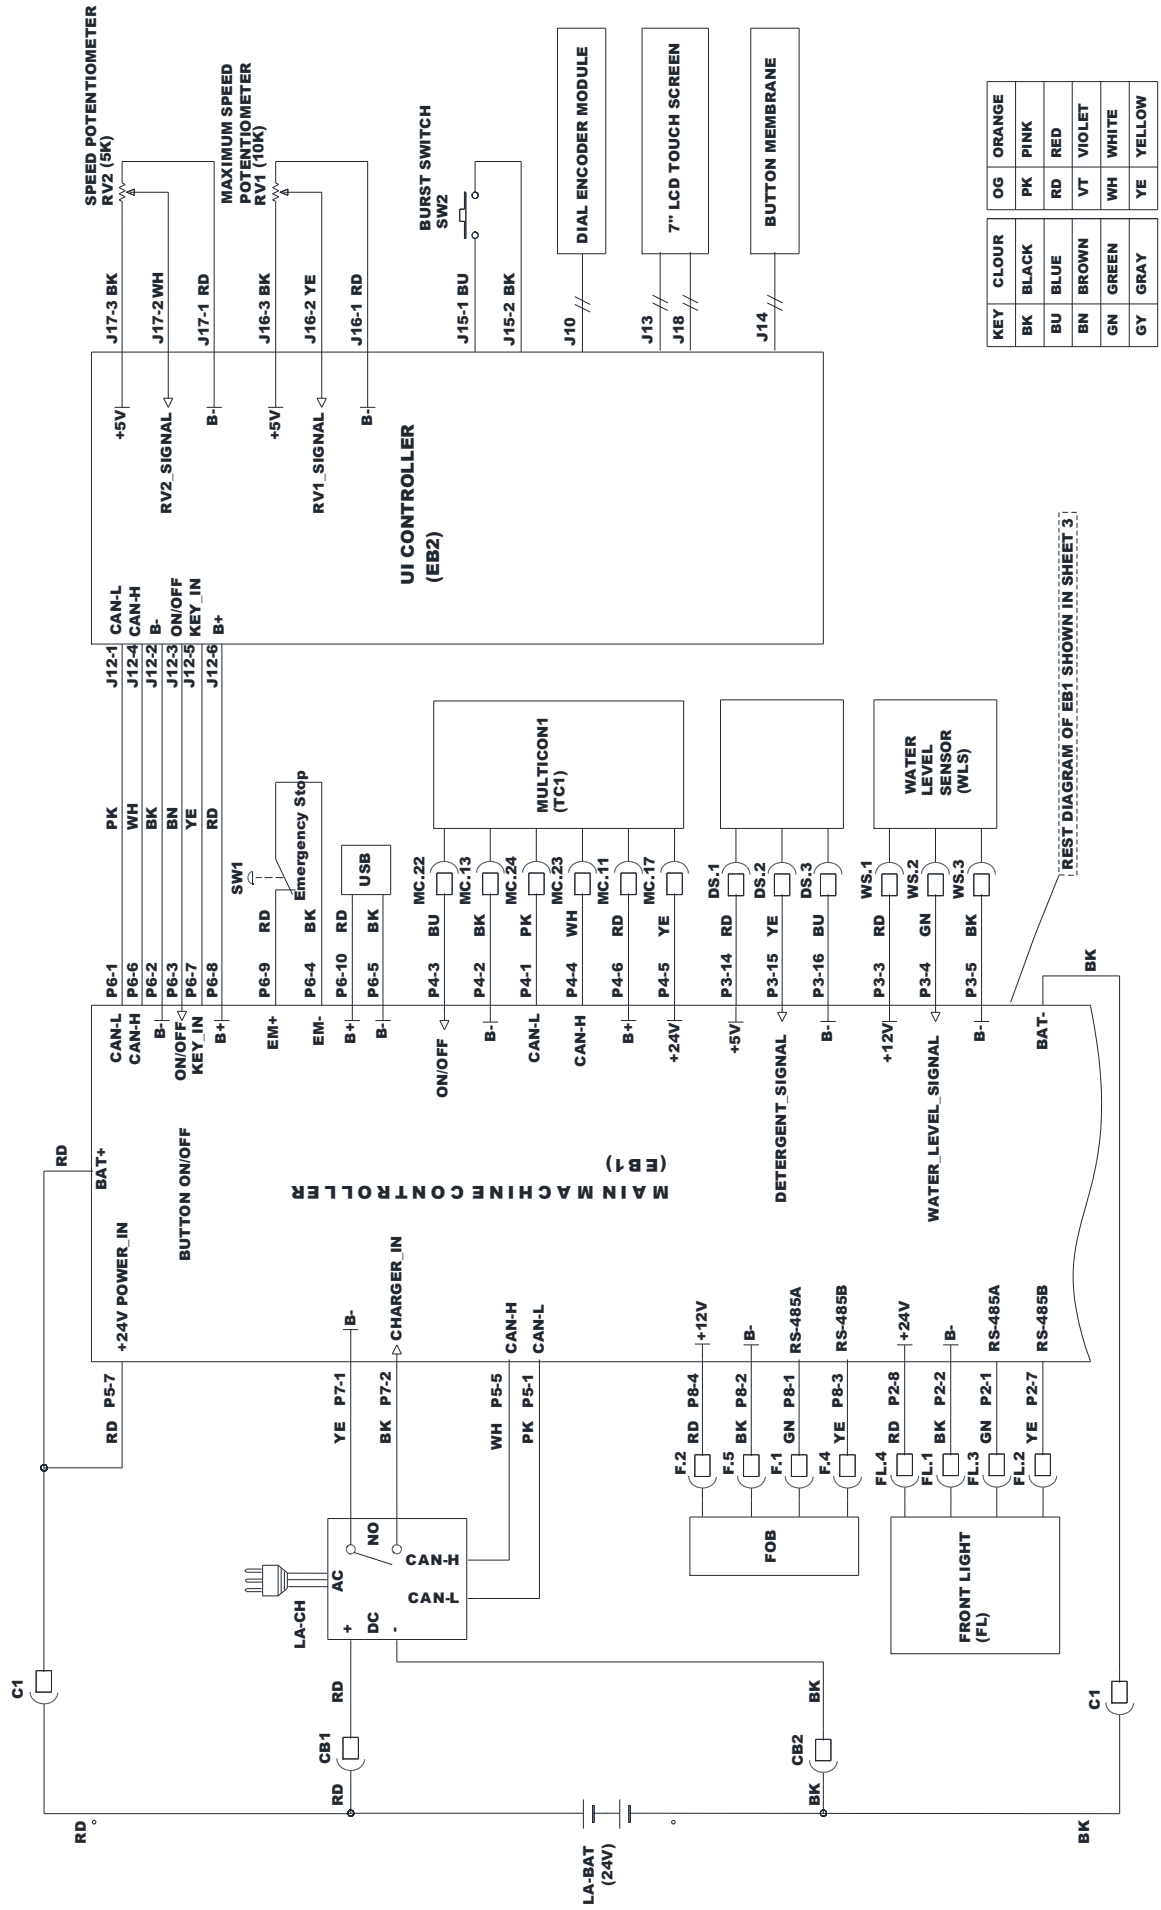 SPEED POTENTIOMETER
RV2 (5K)
MAXIMUM SPEED
POTENTIOMETER
RV1 (10K)
BURST SWITCH
SW2
DIAL ENCODER MODULE
7" LCD TOUCH SCREEN
BUTTON MEMBRANE
J17-3 BK
J17-2 WH
J17-1 RD
J16-3 BK
J16-2 YE
J16-1 RD
J15-1 BU
J15-2 BK
J10
J13
J18
J14
+5V
RV2_SIGNAL
B-
+5V
RV1_SIGNAL
B-
UI CONTROLLER
(EB2)
CAN-L
CAN-H
B-
ON/OFF
KEY_IN
B+
J12-1
J12-4
J12-2
J12-3
J12-5
J12-6
PK
WH
BK
BN
YE
RD
P6-1
P6-6
P6-2
P6-3
P6-7
P6-8
CAN-L
CAN-H
B-
ON/OFF
KEY_IN
B+
SW1
Emergency Stop
RD
BK
P6-9
P6-4
EM+
EM-
USB
RD
BK
P6-10
P6-5
B+
B-
MULTICON1
(TC1)
MC.22
MC.13
MC.24
MC.23
MC.11
MC.17
BU
BK
PK
WH
RD
YE
P4-3
P4-2
P4-1
P4-4
P4-6
P4-5
ON/OFF
B-
CAN-L
CAN-H
B+
+24V
DS.1
DS.2
DS.3
RD
YE
BU
P3-14
P3-15
P3-16
+5V
DETERGENT_SIGNAL
B-
WATER
LEVEL
SENSOR
(WLS)
WS.1
WS.2
WS.3
RD
GN
BK
P3-3
P3-4
P3-5
+12V
WATER_LEVEL_SIGNAL
B-
REST DIAGRAM OF EB1 SHOWN IN SHEET 3
BAT-
BK
RD
BAT+
+24V POWER_IN
BUTTON ON/OFF
MAIN MACHINE CONTROLLER
(EB1)
B-
CHARGER_IN
CAN-H
CAN-L
+12V
B-
RS-485A
RS-485B
+24V
B-
RS-485A
RS-485B
RD P5-7
YE P7-1
BK P7-2
WH P5-5
PK P5-1
RD P8-4
BK P8-2
GN P8-1
YE P8-3
RD P2-8
BK P2-2
GN P2-1
YE P2-7
F.2
F.5
F.1
F.4
FL.4
FL.1
FL.3
FL.2
FOB
FRONT LIGHT
(FL)
LA-CH
AC
NO
CAN-H
CAN-L
+
DC
-
C1
RD
CB1
RD
BK
CB2
BK
C1
RD
LA-BAT
(24V)
BK
KEY CLOUR OG ORANGE
BK BLACK PK PINK
BU BLUE RD RED
BN BROWN VT VIOLET
GN GREEN WH WHITE
GY GRAY YE YELLOW